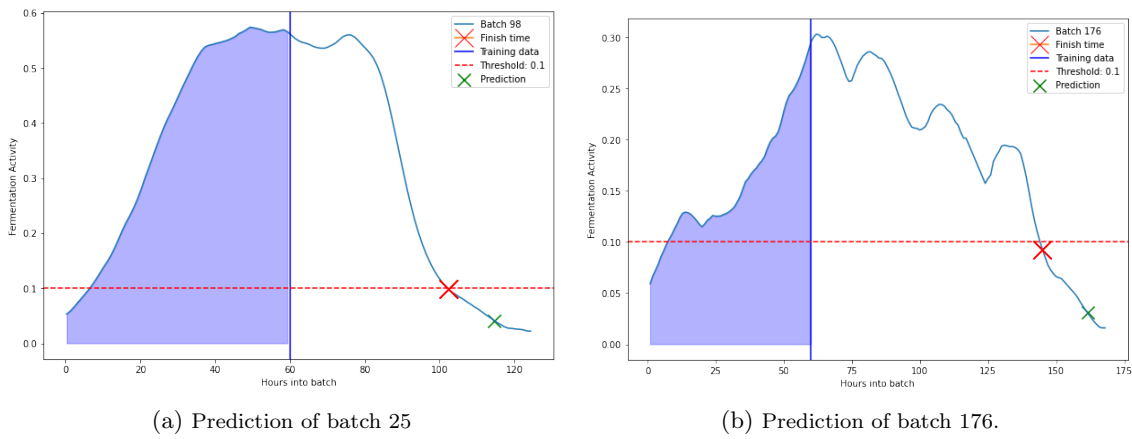 0.6
0.5
0.4
0.3
0.2
0.1
0.0
Fermentation Activity
0
20
40
60
80
100
120
Hours into batch
Batch 98
Finish time
Training data
Threshold: 0.1
Prediction
(a) Prediction of batch 25
0.30
0.25
0.20
0.15
0.10
0.05
0.00
Fermentation Activity
0
25
50
75
100
125
150
175
Hours into batch
Batch 176
Finish time
Training data
Threshold: 0.1
Prediction
(b) Prediction of batch 176.